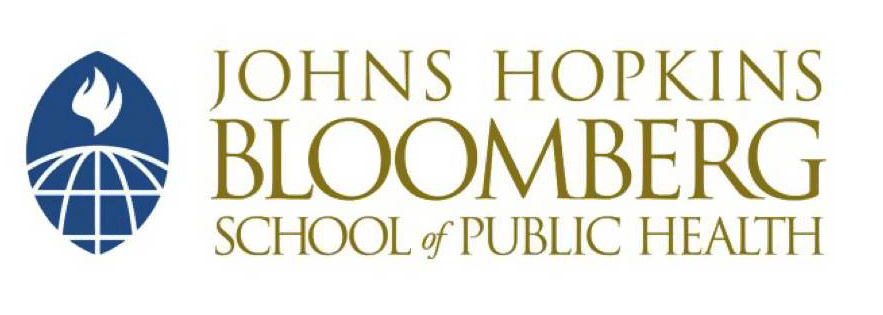 JOHNS HOPKINS
BLOOMBERG
SCHOOL of PUBLIC HEALTH